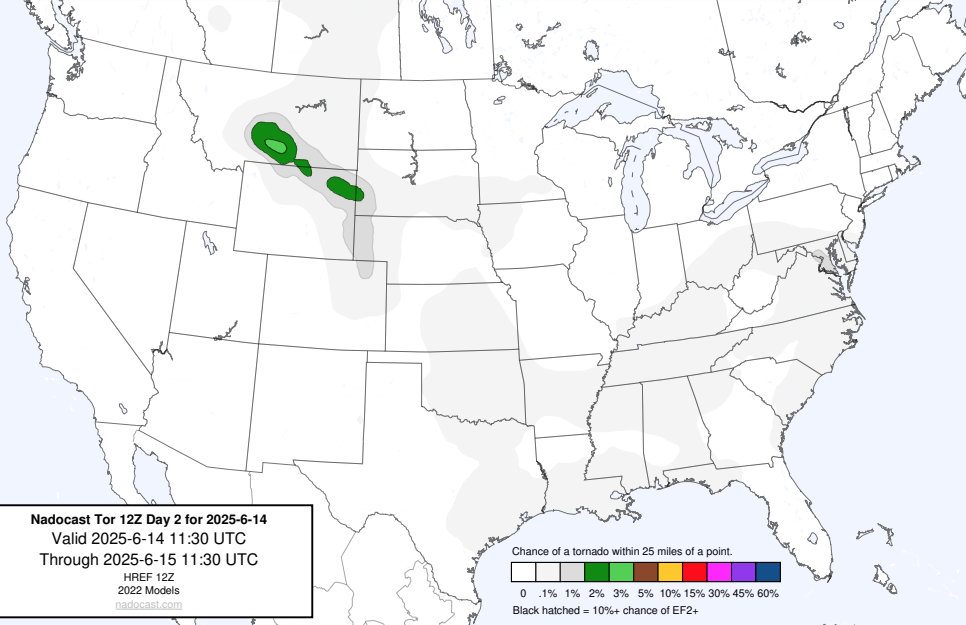 Nadocast Tor 12Z Day 2 for 2025-6-14
Valid 2025-6-14 11:30 UTC
Through 2025-6-15 11:30 UTC
HREF 12Z
2022 Models
nadocast.com
Chance of a tornado within 25 miles of a point.
0 .1% 1% 2% 3% 5% 10% 15% 30% 45% 60%
Black hatched = 10%+ chance of EF2+